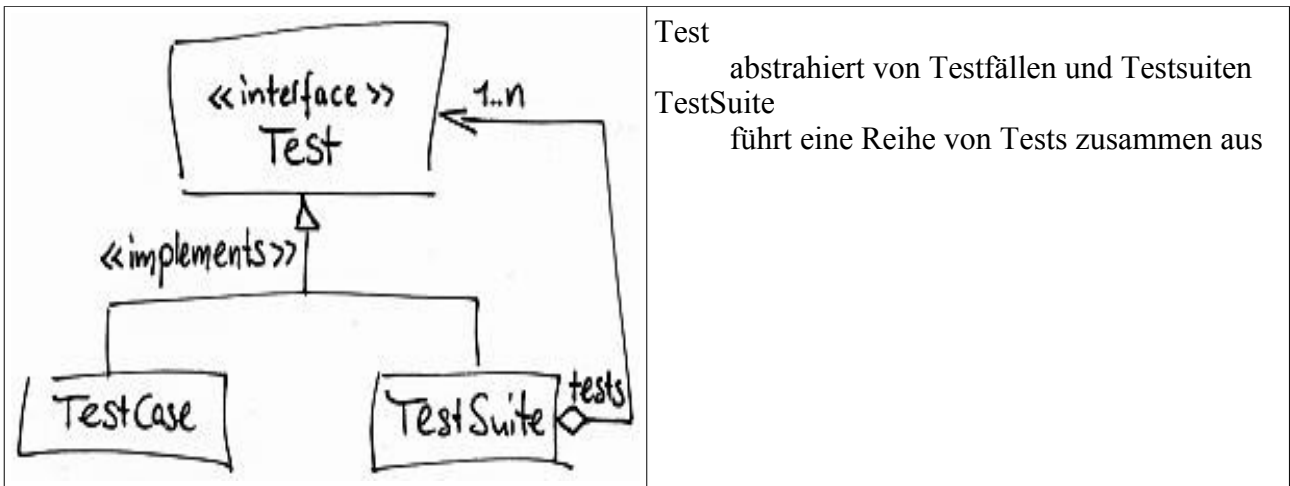 «interface»
Test
1..n
«implements»
TestCase
TestSuite
tests
Test
abstrahiert von Testfällen und Testsuiten
TestSuite
führt eine Reihe von Tests zusammen aus